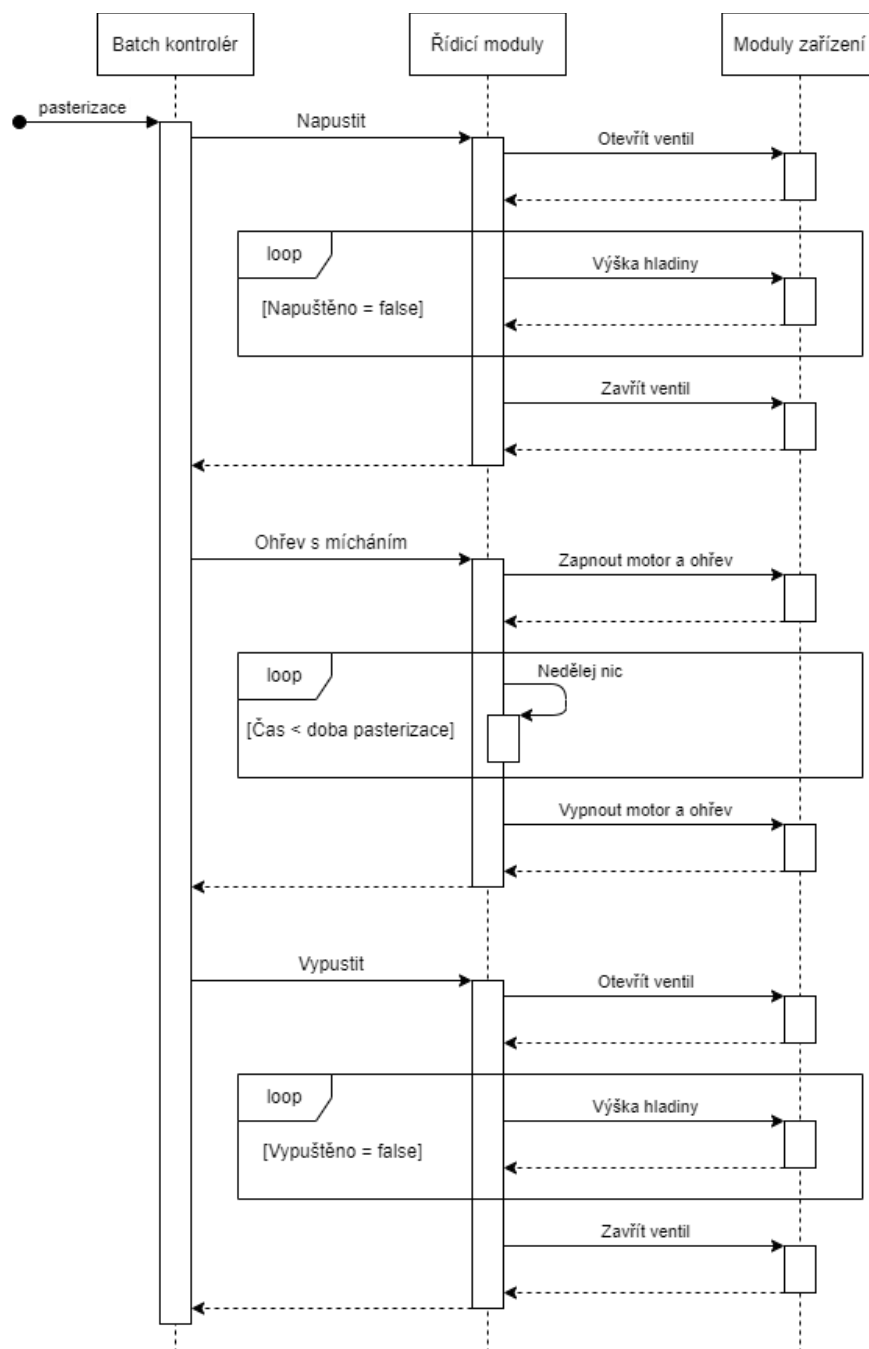 Batch kontrolér
Řídicí moduly
Moduly zařízení
pasterizace
Napustit
Otevřít ventil
loop
Výška hladiny
[Napuštěno = false]
Zavřít ventil
Ohřev s mícháním
Zapnout motor a ohřev
loop
Nedělej nic
[Čas < doba pasterizace]
Vypnout motor a ohřev
Vypustit
Otevřít ventil
loop
Výška hladiny
[Vypuštěno = false]
Zavřít ventil